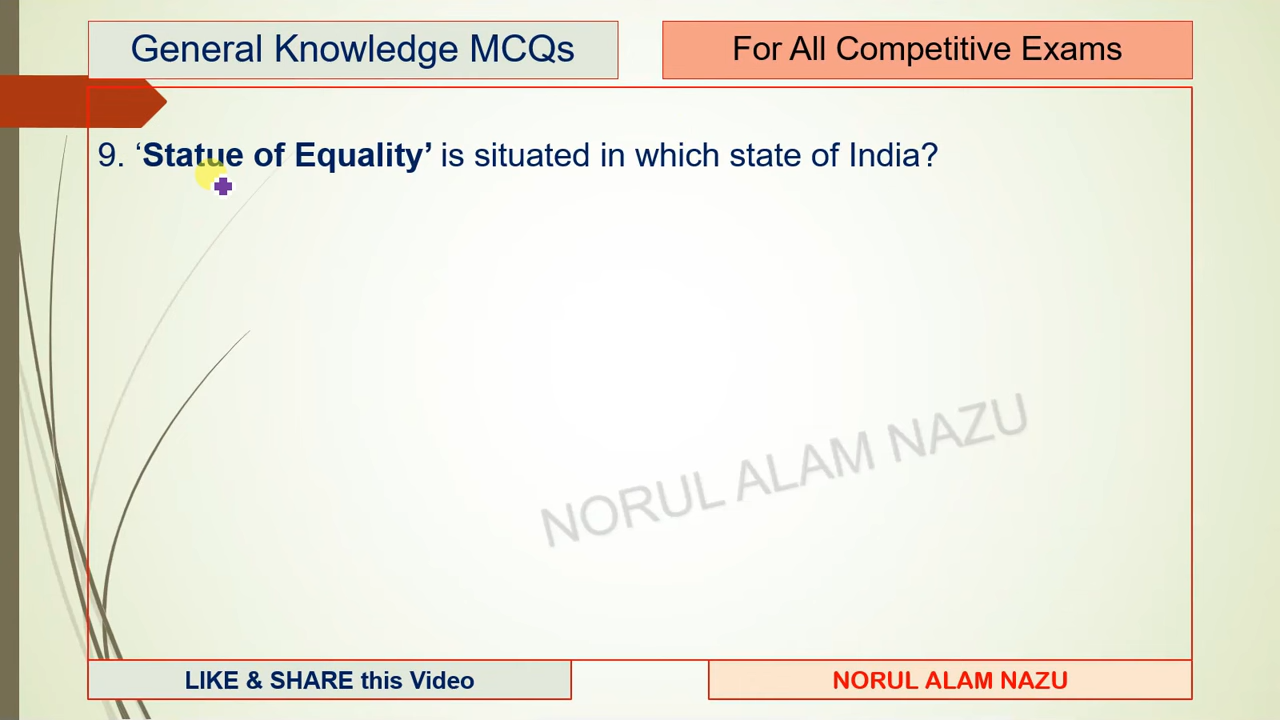 General Knowledge MCQs
For All Competitive Exams
9. ‘Statue of Equality’ is situated in which state of India?
NORUL ALAM NAZU
LIKE & SHARE this Video
NORUL ALAM NAZU